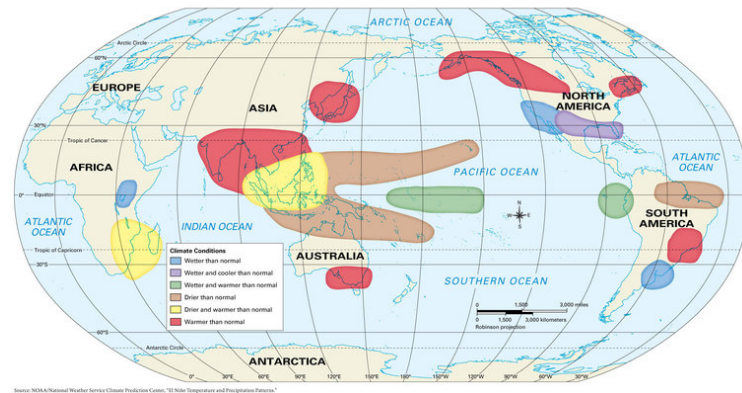 ARCTIC OCEAN
Arctic Circle
60°N
EUROPE
ASIA
NORTH
AMERICA
30°N
Tropic of Cancer
AFRICA
PACIFIC OCEAN
ATLANTIC
OCEAN
0°
Equator
ATLANTIC
OCEAN
INDIAN OCEAN
N
W
E
S
SOUTH
AMERICA
Tropic of Capricorn
30°S
AUSTRALIA
SOUTHERN OCEAN
Climate Conditions
Wetter than normal
Wetter and cooler than normal
Wetter and warmer than normal
Drier than normal
Drier and warmer than normal
Warmer than normal
0 1,500 3,000 miles
0 1,500 3,000 kilometers
Robinson projection
60°S
Antarctic Circle
ANTARCTICA
0° 30°E 60°E 90°E 120°E 150°E 180° 150°W 120°W 90°W 60°W 30°W
Source: NOAA/National Weather Service Climate Prediction Center, "El Niño Temperature and Precipitation Patterns."